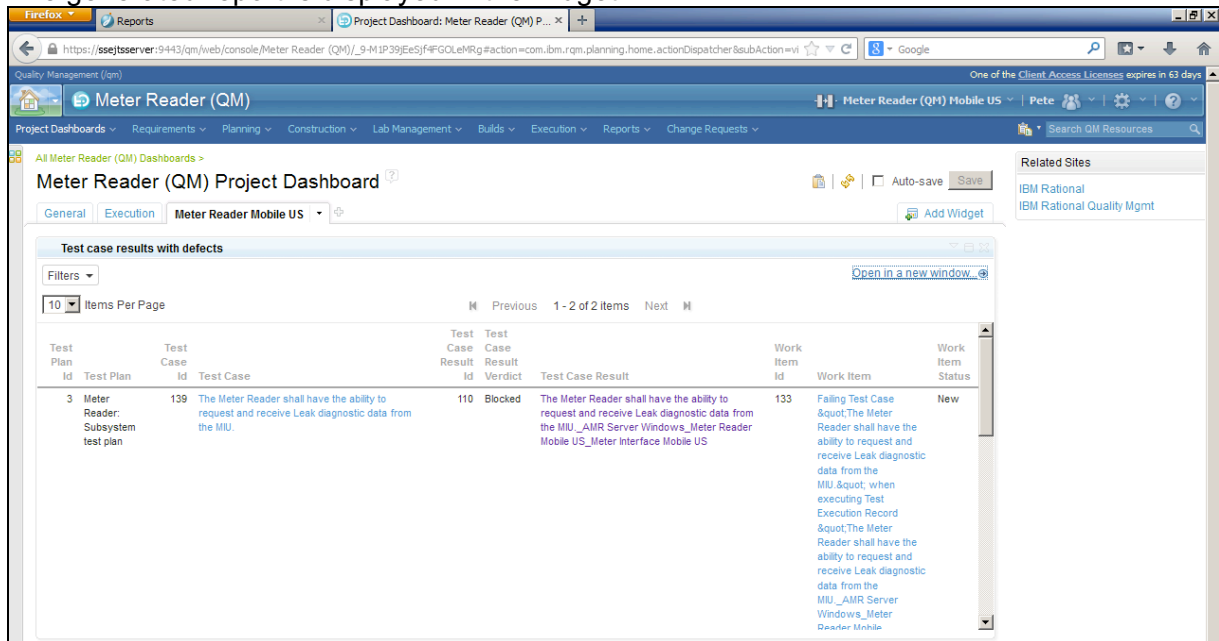 Firefox
Reports
Project Dashboard: Meter Reader (QM) P...
https://ssejtsserver:9443/qm/web/console/Meter Reader (QM)/_9-M1P39jEeSjf4FGOLeMRg#action=com.ibm.rqm.planning.home.actionDispatcher&subAction=vi
Google
Quality Management (/qm)
One of the Client Access Licenses expires in 63 days
Meter Reader (QM)
Meter Reader (QM) Mobile US
Pete
Project Dashboards
Requirements
Planning
Construction
Lab Management
Builds
Execution
Reports
Change Requests
Search QM Resources
All Meter Reader (QM) Dashboards >
Meter Reader (QM) Project Dashboard
Auto-save
Save
Related Sites
IBM Rational
IBM Rational Quality Mgmt
General
Execution
Meter Reader Mobile US
Add Widget
Test case results with defects
Filters
Open in a new window...
10 Items Per Page
Previous 1 - 2 of 2 items Next
Test Plan Id
Test Plan
Test Case Id
Test Case
Test Case Result Id
Test Case Result Verdict
Test Case Result
Work Item Id
Work Item
Work Item Status
3
Meter
Reader:
Subsystem
test plan
139
The Meter Reader shall have the ability to
request and receive Leak diagnostic data from
the MIU.
110
Blocked
The Meter Reader shall have the ability to
request and receive Leak diagnostic data from
the MIU._AMR Server Windows_Meter Reader
Mobile US_Meter Interface Mobile US
133
Failing Test Case
&quot;The Meter
Reader shall have the
ability to request and
receive Leak diagnostic
data from the
MIU.&quot; when
executing Test
Execution Record
&quot;The Meter
Reader shall have the
ability to request and
receive Leak diagnostic
data from the
MIU._AMR Server
Windows_Meter
Reader Mobile
New